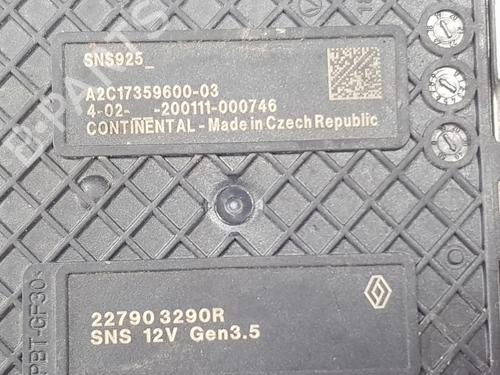 SNS925_
A2C17359600-03
4-02- -200111-000746
CONTINENTAL - Made in Czech Republic
B-PARTS
>PBT-GF30<
22790 3290R
SNS 12V Gen3.5